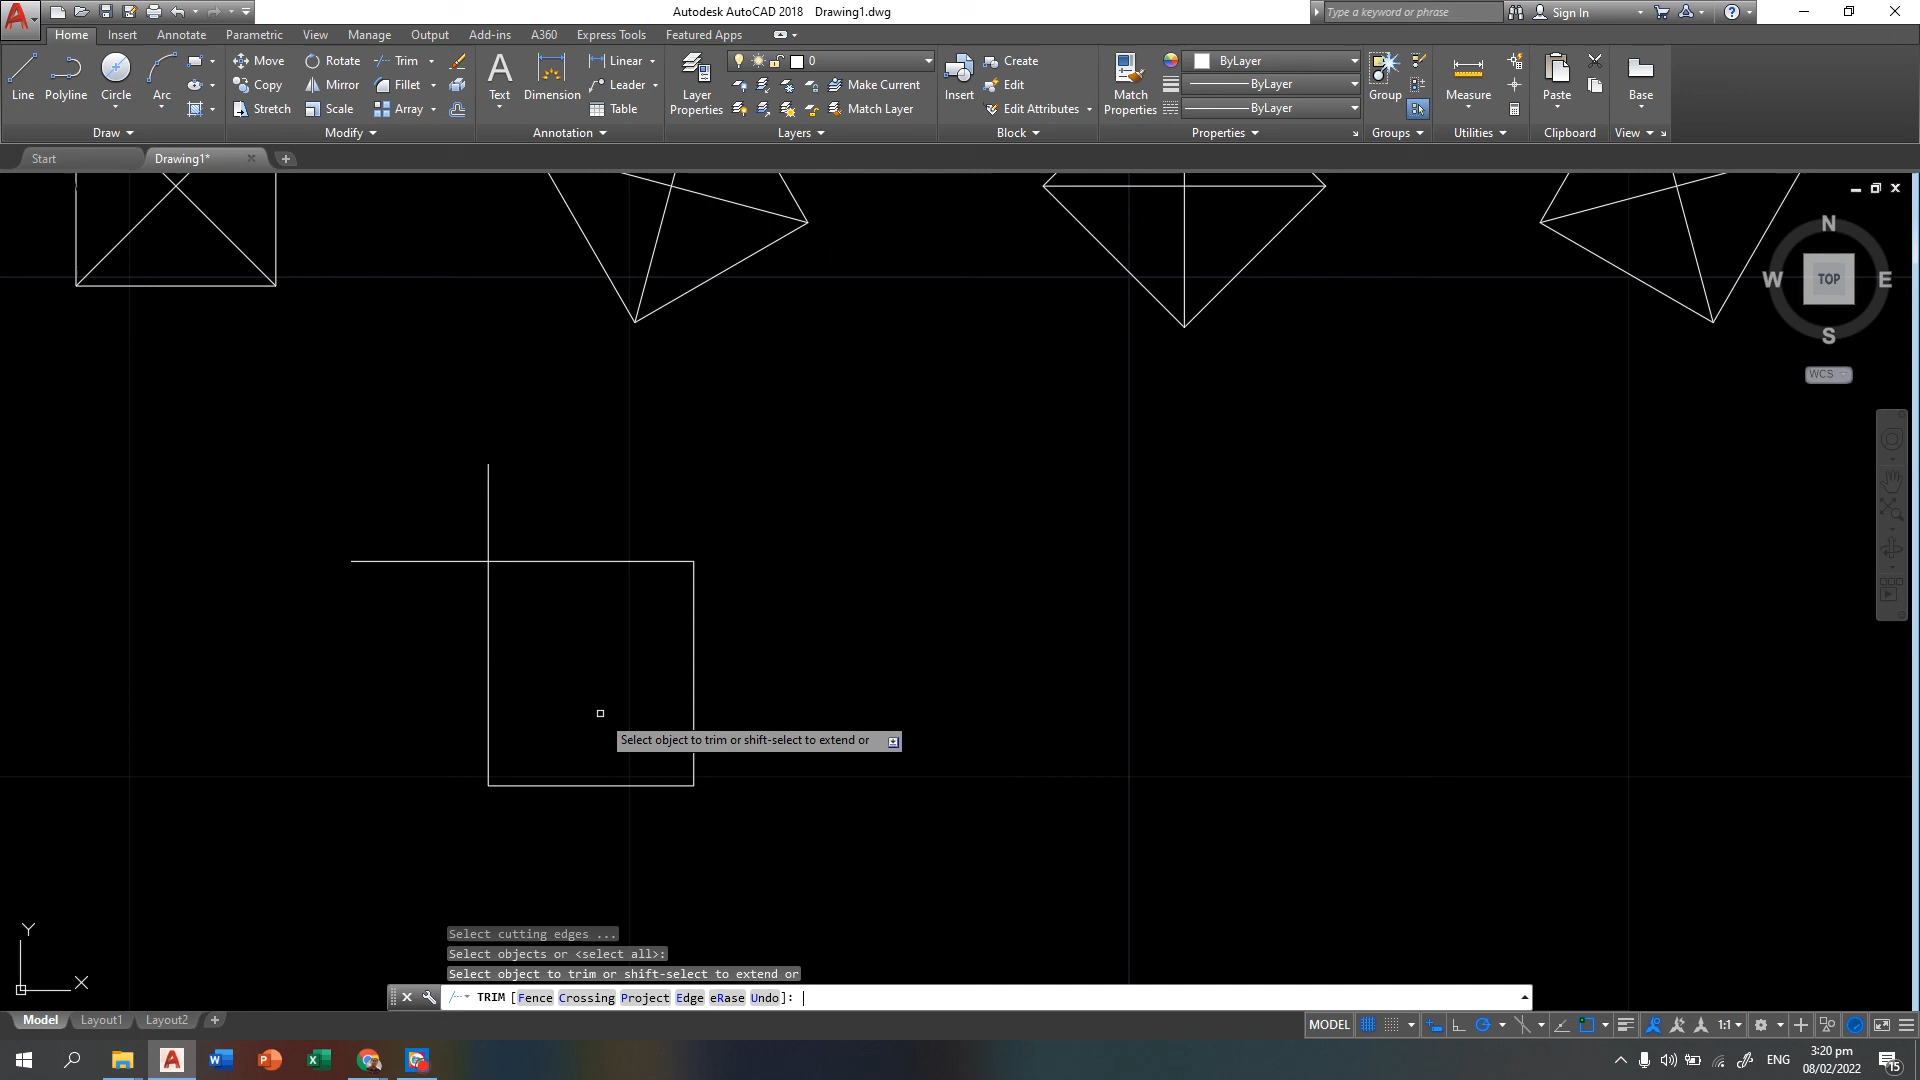 Autodesk AutoCAD 2018 Drawing1.dwg
Type a keyword or phrase
Sign In
Home Insert Annotate Parametric View Manage Output Add-ins A360 Express Tools Featured Apps
Line Polyline Circle Arc
Draw
Move Rotate Trim
Copy Mirror Fillet
Stretch Scale Array
Modify
Text Dimension
Linear
Leader
Table
Annotation
Layer Properties
0
Make Current
Match Layer
Layers
Insert
Create
Edit
Edit Attributes
Block
Match Properties
ByLayer
ByLayer
ByLayer
Properties
Group
Groups
Measure
Utilities
Paste
Clipboard
Base
View
Start Drawing1*
N
W TOP E
S
WCS
Select object to trim or shift-select to extend or
Y
X
Select cutting edges ...
Select objects or <select all>:
Select object to trim or shift-select to extend or
TRIM [Fence Crossing Project Edge eRase Undo]:
Model Layout1 Layout2
MODEL 1:1
ENG
3:20 pm
08/02/2022
15